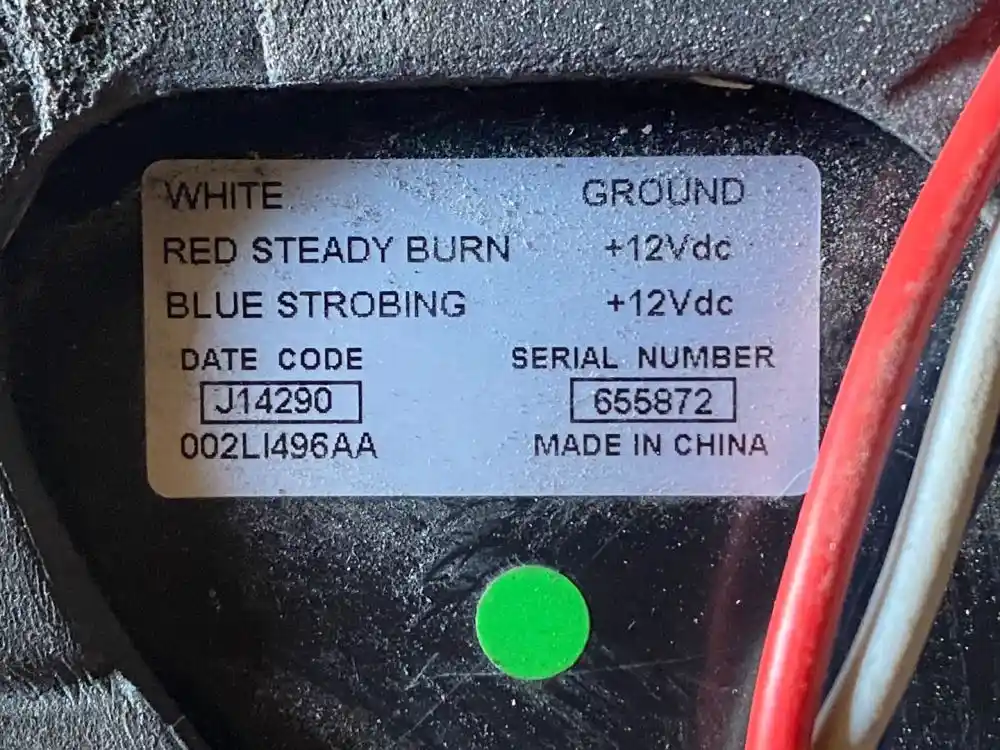 WHITE GROUND
RED STEADY BURN +12Vdc
BLUE STROBING +12Vdc
DATE CODE SERIAL NUMBER
J14290 655872
002LI496AA MADE IN CHINA